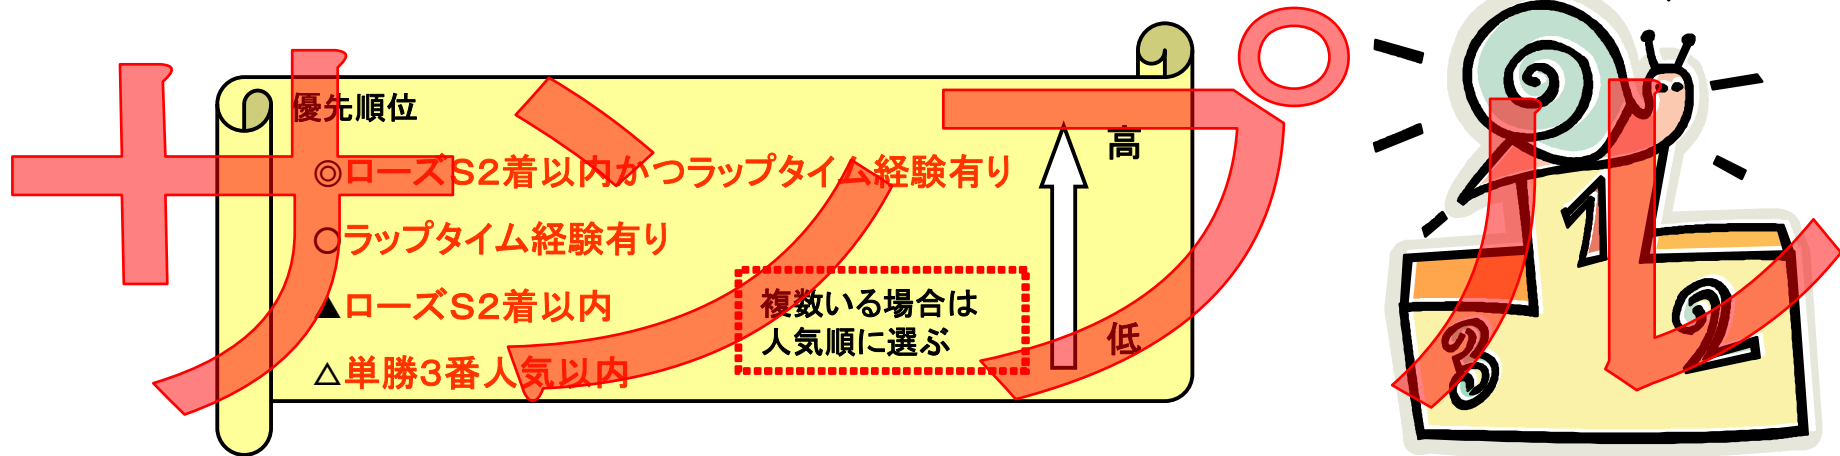 サンプル
優先順位
高
◎ローズS2着以内かつラップタイム経験有り
○ラップタイム経験有り
▲ローズS2着以内
複数いる場合は
人気順に選ぶ
低
△単勝3番人気以内
1
2
3